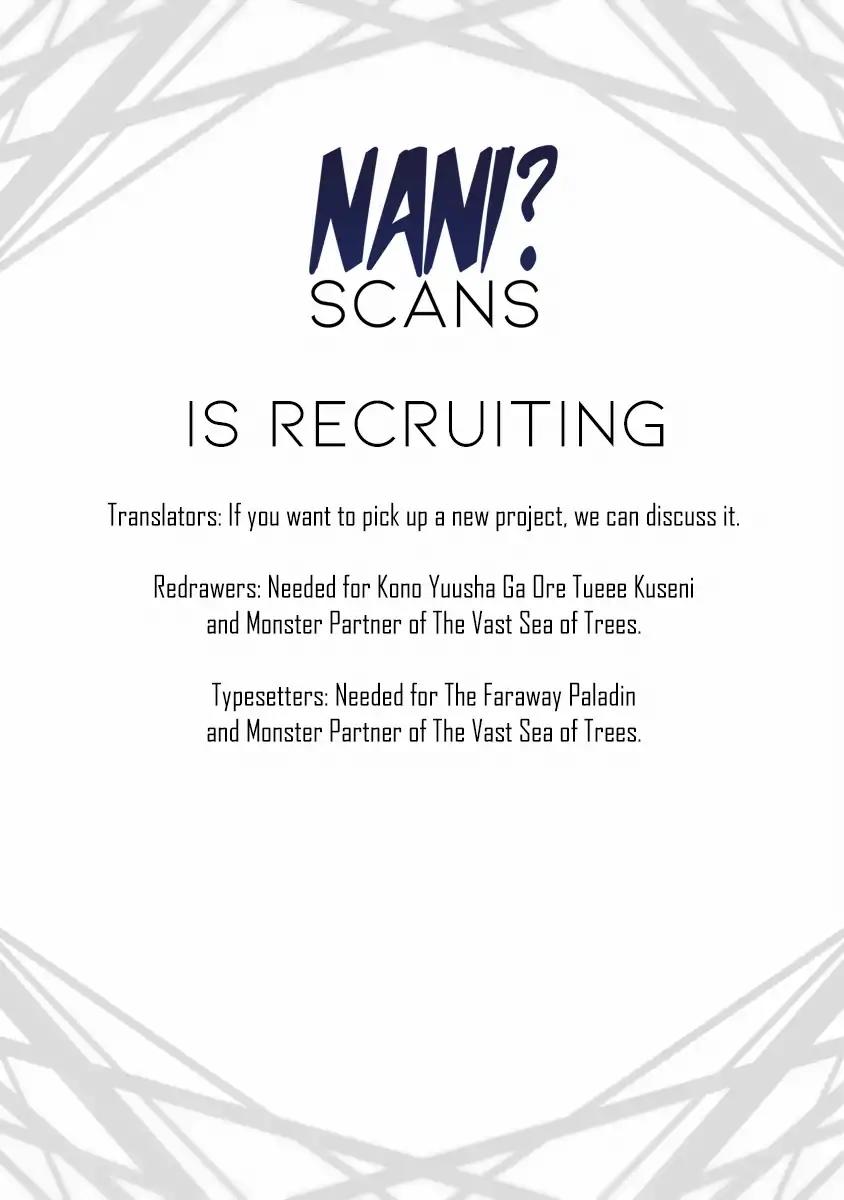 NANI?
SCANS
IS RECRUITING
Translators: If you want to pick up a new project, we can discuss it.
Redrawers: Needed for Kono Yuusha Ga Ore Tueee Kuseni
and Monster Partner of The Vast Sea of Trees.
Typesetters: Needed for The Faraway Paladin
and Monster Partner of The Vast Sea of Trees.